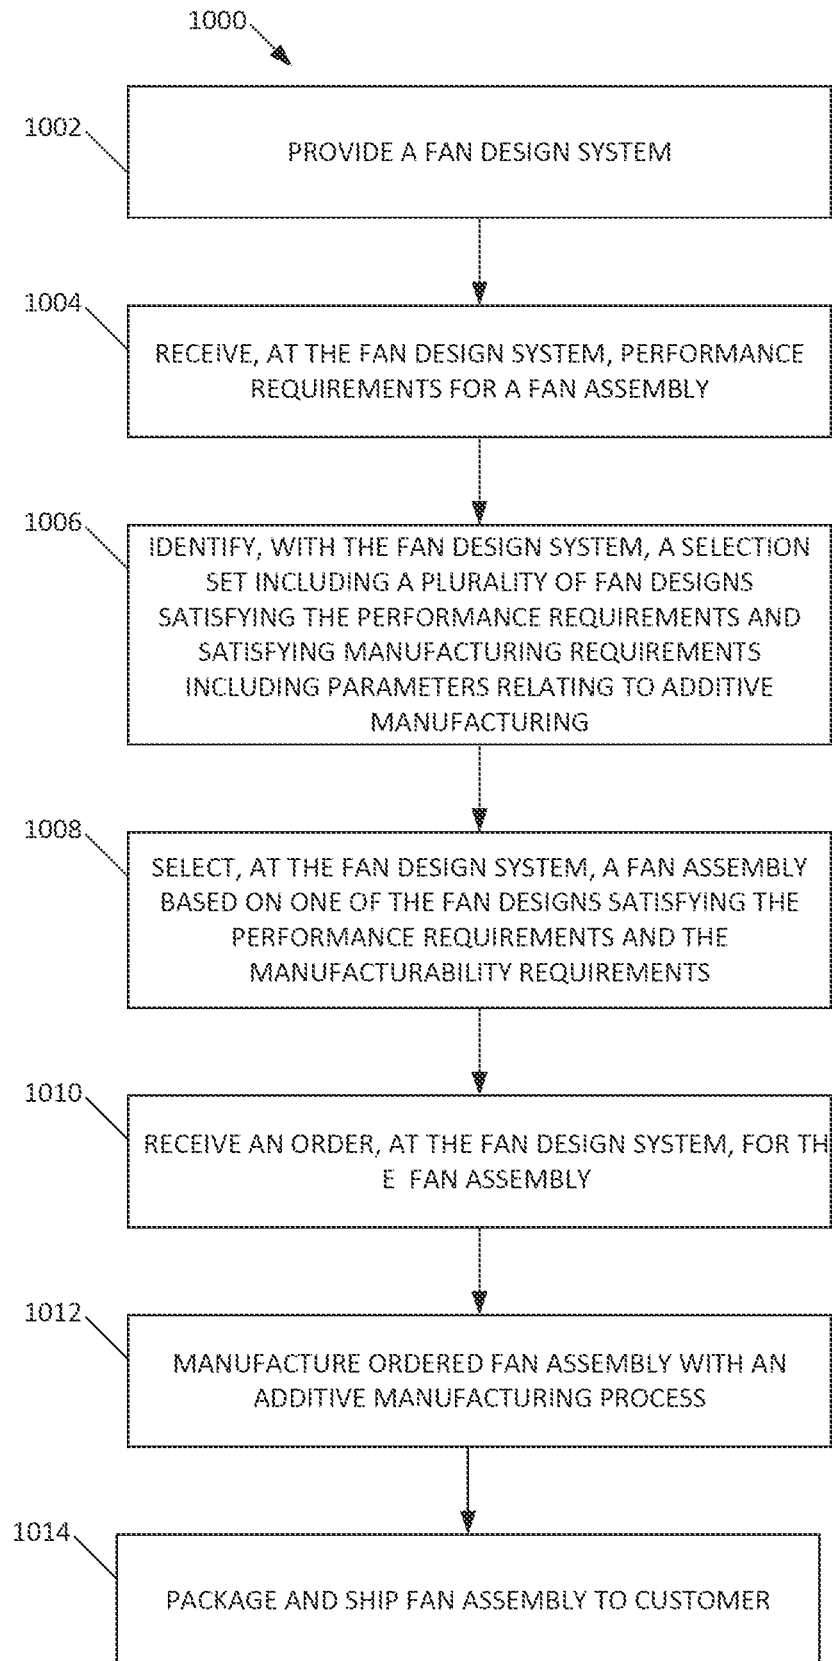 1000
1002
PROVIDE A FAN DESIGN SYSTEM
1004
RECEIVE, AT THE FAN DESIGN SYSTEM, PERFORMANCE
REQUIREMENTS FOR A FAN ASSEMBLY
1006
IDENTIFY, WITH THE FAN DESIGN SYSTEM, A SELECTION
SET INCLUDING A PLURALITY OF FAN DESIGNS
SATISFYING THE PERFORMANCE REQUIREMENTS AND
SATISFYING MANUFACTURING REQUIREMENTS
INCLUDING PARAMETERS RELATING TO ADDITIVE
MANUFACTURING
1008
SELECT, AT THE FAN DESIGN SYSTEM, A FAN ASSEMBLY
BASED ON ONE OF THE FAN DESIGNS SATISFYING THE
PERFORMANCE REQUIREMENTS AND THE
MANUFACTURABILITY REQUIREMENTS
1010
RECEIVE AN ORDER, AT THE FAN DESIGN SYSTEM, FOR TH
E FAN ASSEMBLY
1012
MANUFACTURE ORDERED FAN ASSEMBLY WITH AN
ADDITIVE MANUFACTURING PROCESS
1014
PACKAGE AND SHIP FAN ASSEMBLY TO CUSTOMER